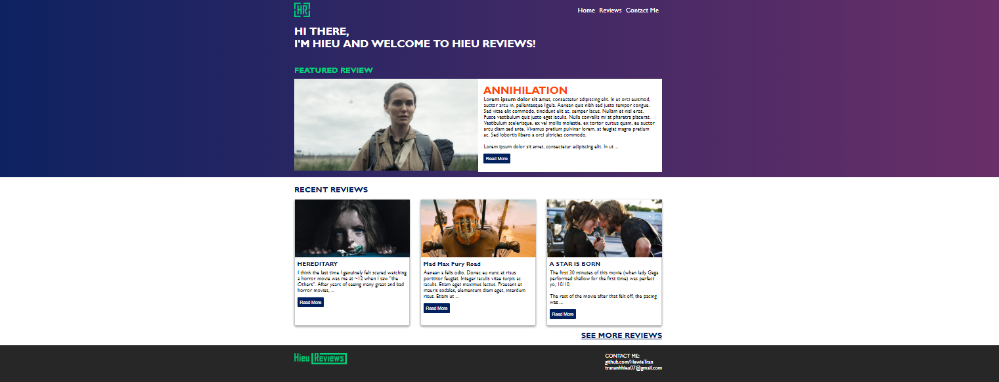 HR
Home Reviews Contact Me
HI THERE,
I'M HIEU AND WELCOME TO HIEU REVIEWS!
FEATURED REVIEW
ANNIHILATION
Lorem ipsum dolor sit amet, consectetur adipiscing elit. In ut orci euismod,
auctor arcu in, pellentesque ligula. Aenean quis nibh sed justo tempor congue.
Sed vitae elit commodo, tincidunt elit ac, semper lacus. Nullam et nisl eros.
Fusce vestibulum quis justo eget iaculis. Nulla convallis mi at pharetra placerat.
Vestibulum scelerisque, ex vel mollis molestie, ex tortor cursus quam, eu auctor
arcu diam sed ante. Vivamus pretium pulvinar lorem, at feugiat magna pretium
ac. Sed lobortis libero a orci ultricies commodo.
Lorem ipsum dolor sit amet, consectetur adipiscing elit. In ut ...
Read More
RECENT REVIEWS
HEREDITARY
I think the last time I genuinely felt scared watching
a horror movie was me at ~12 when I saw "the
Others". After years of seeing many great and bad
horror movies, ...
Read More
Mad Max Fury Road
Aenean a felis odio. Donec eu nunc at risus
porttitor feugiat. Integer iaculis vitae turpis ac
iaculis. Etiam eget maximus lectus. Praesent et
mauris sodales, elementum diam eget, interdum
risus. Etiam ut ...
Read More
A STAR IS BORN
The first 30 minutes of this movie (when lady Gaga
performed shallow for the first time) was perfect
yo, 10/10.
The rest of the movie after that felt off, the pacing
was ...
Read More
SEE MORE REVIEWS
Hieu Reviews
CONTACT ME:
github.com/HewieTran
trananhhieu07@gmail.com